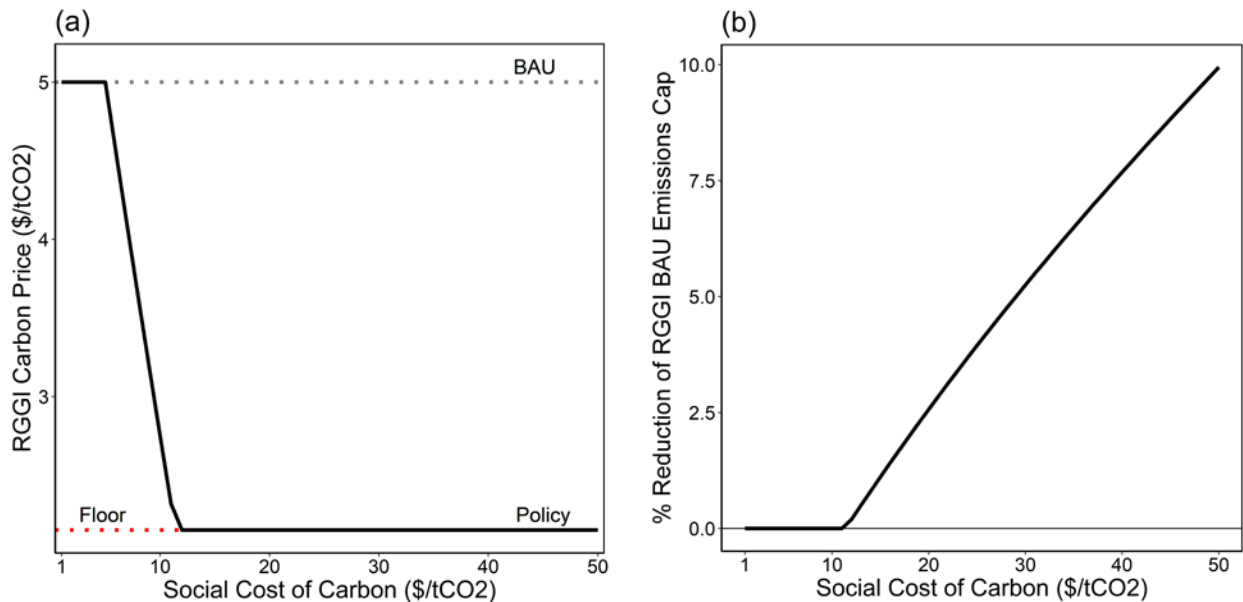 (a)
RGGI Carbon Price ($/tCO2)
5
4
3
BAU
Floor
Policy
1 10 20 30 40 50
Social Cost of Carbon ($/tCO2)
(b)
% Reduction of RGGI BAU Emissions Cap
10.0
7.5
5.0
2.5
0.0
1 10 20 30 40 50
Social Cost of Carbon ($/tCO2)